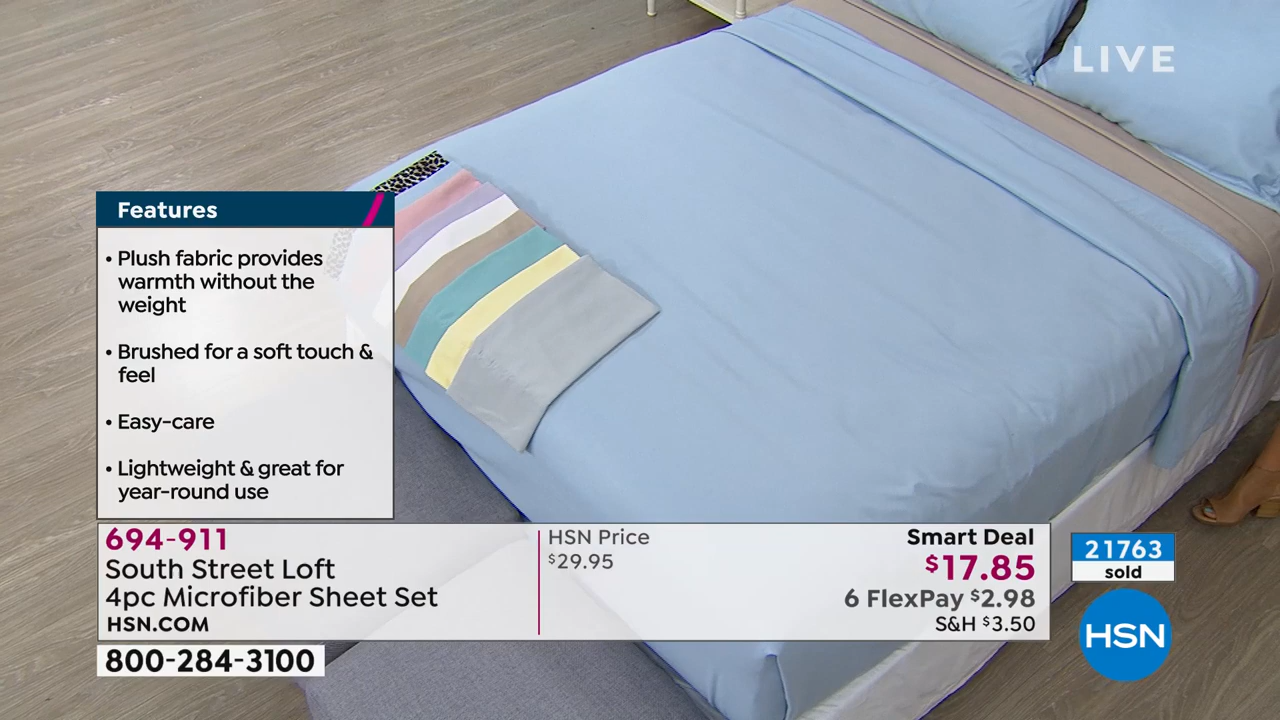 LIVE
Features
• Plush fabric provides
warmth without the
weight
• Brushed for a soft touch &
feel
• Easy-care
• Lightweight & great for
year-round use
694-911
South Street Loft
4pc Microfiber Sheet Set
HSN.COM
HSN Price
$29.95
Smart Deal
$17.85
6 FlexPay $2.98
S&H $3.50
21763
sold
HSN
800-284-3100